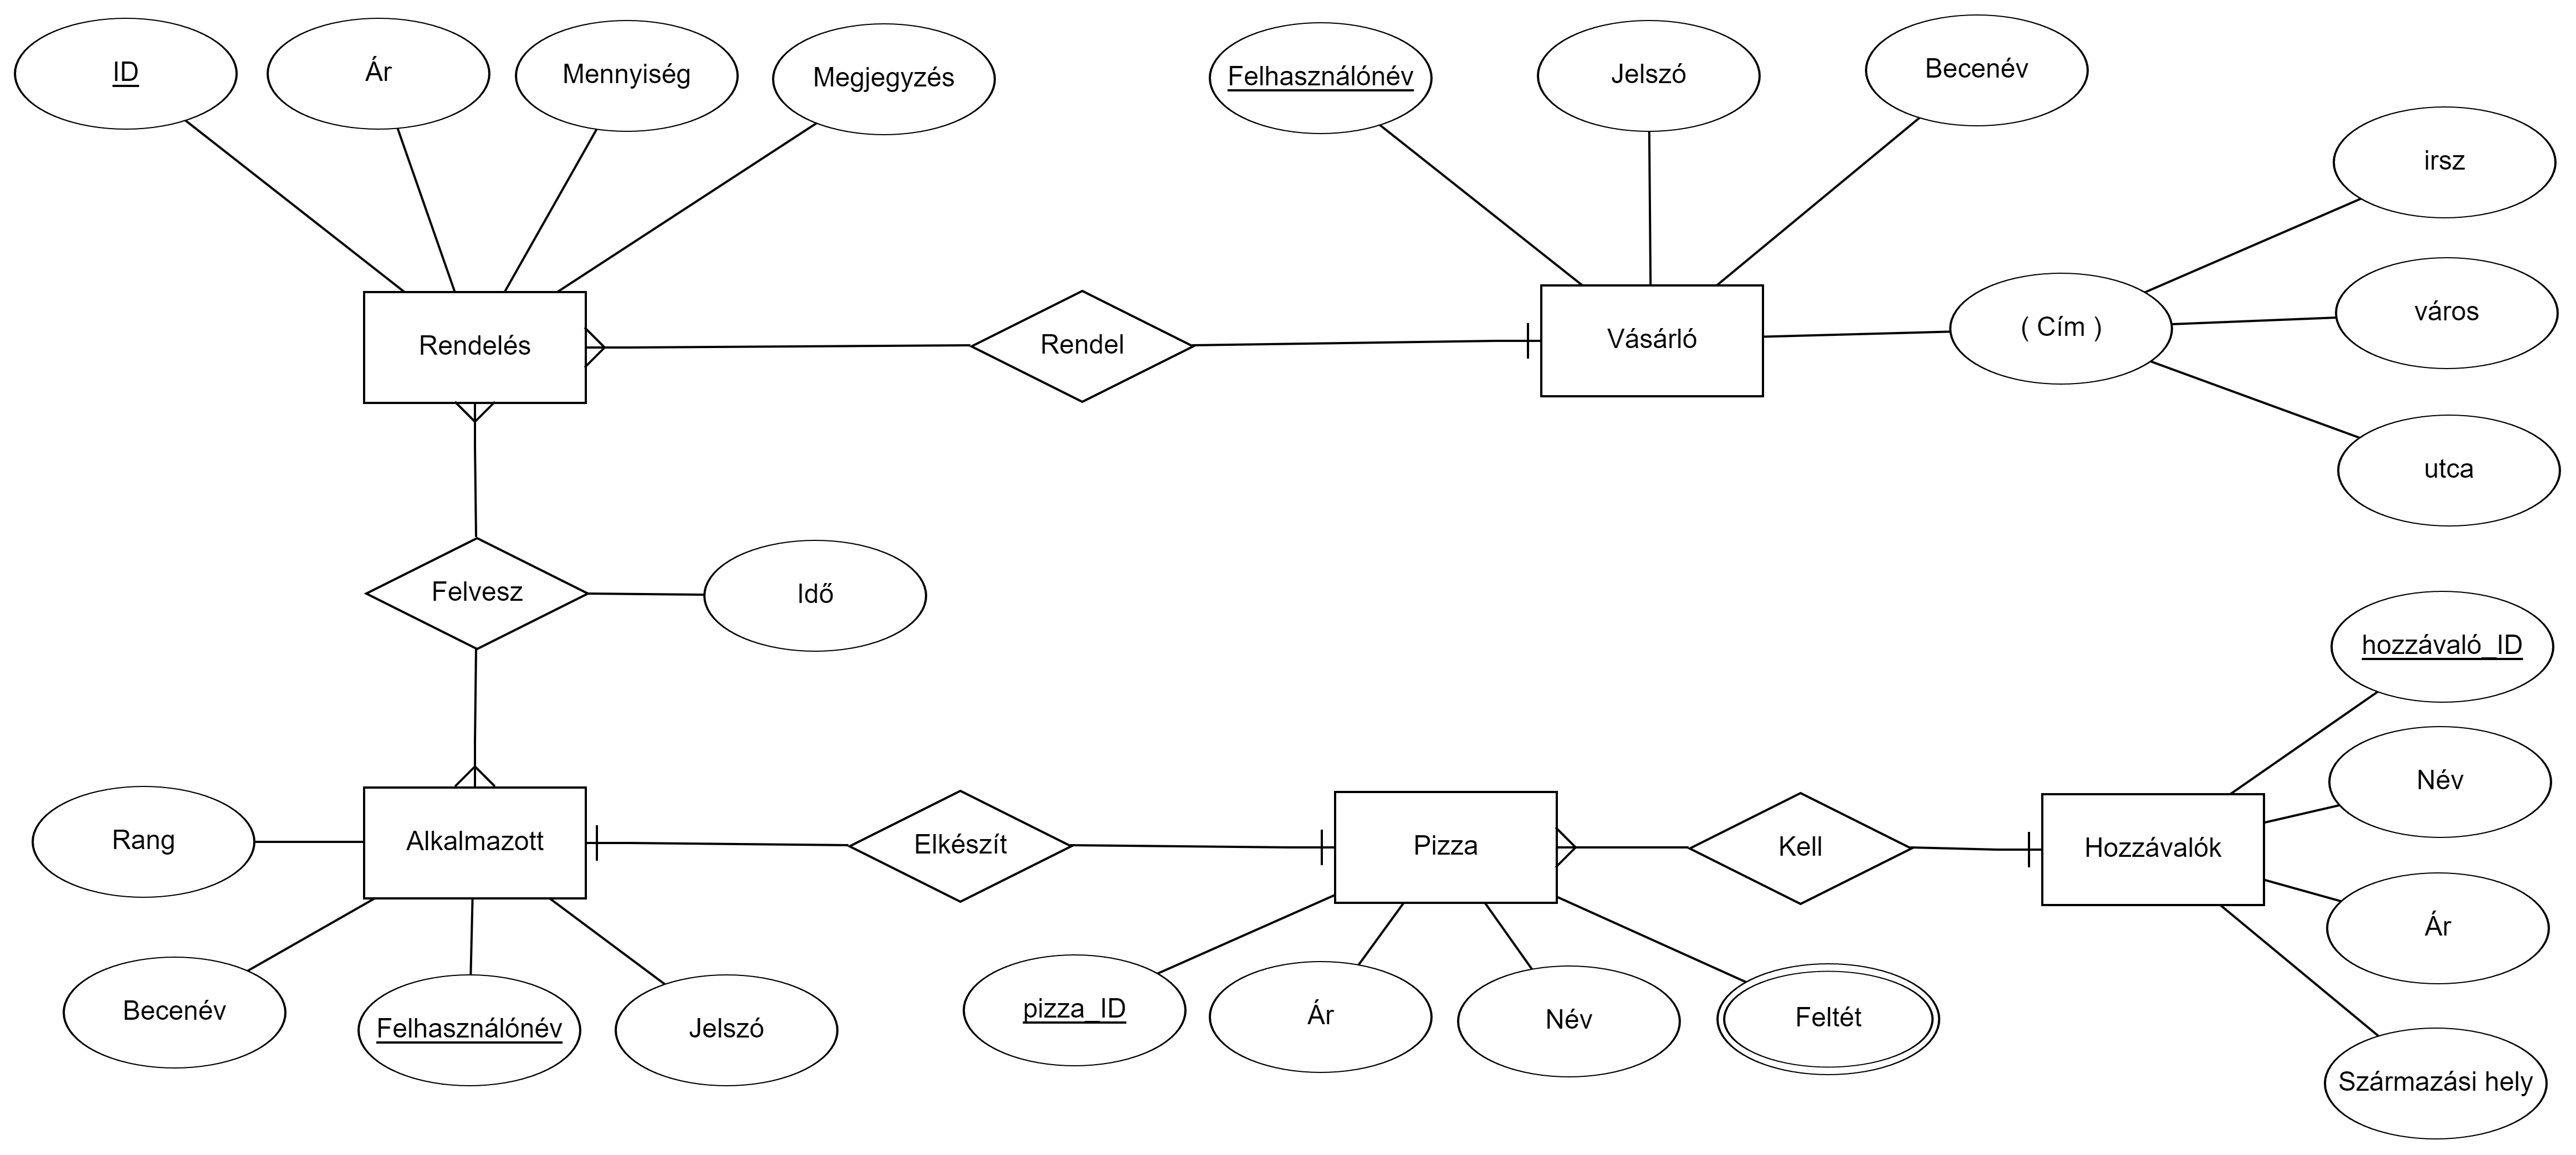 ID
Ár
Mennyiség
Megjegyzés
Felhasználónév
Jelszó
Becenév
irsz
város
utca
( Cím )
Rendelés
Rendel
Vásárló
Felvesz
Idő
hozzávaló_ID
Név
Ár
Származási hely
Rang
Alkalmazott
Elkészít
Pizza
Kell
Hozzávalók
Becenév
Felhasználónév
Jelszó
pizza_ID
Ár
Név
Feltét